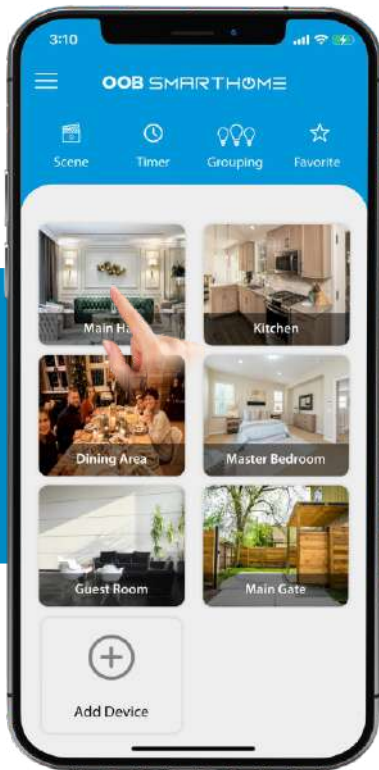 3:10
OOB SMARTHOME
Scene Timer Grouping Favorite
Main Kitchen
Dining Area Master Bedroom
Guest Room Main Gate
Add Device